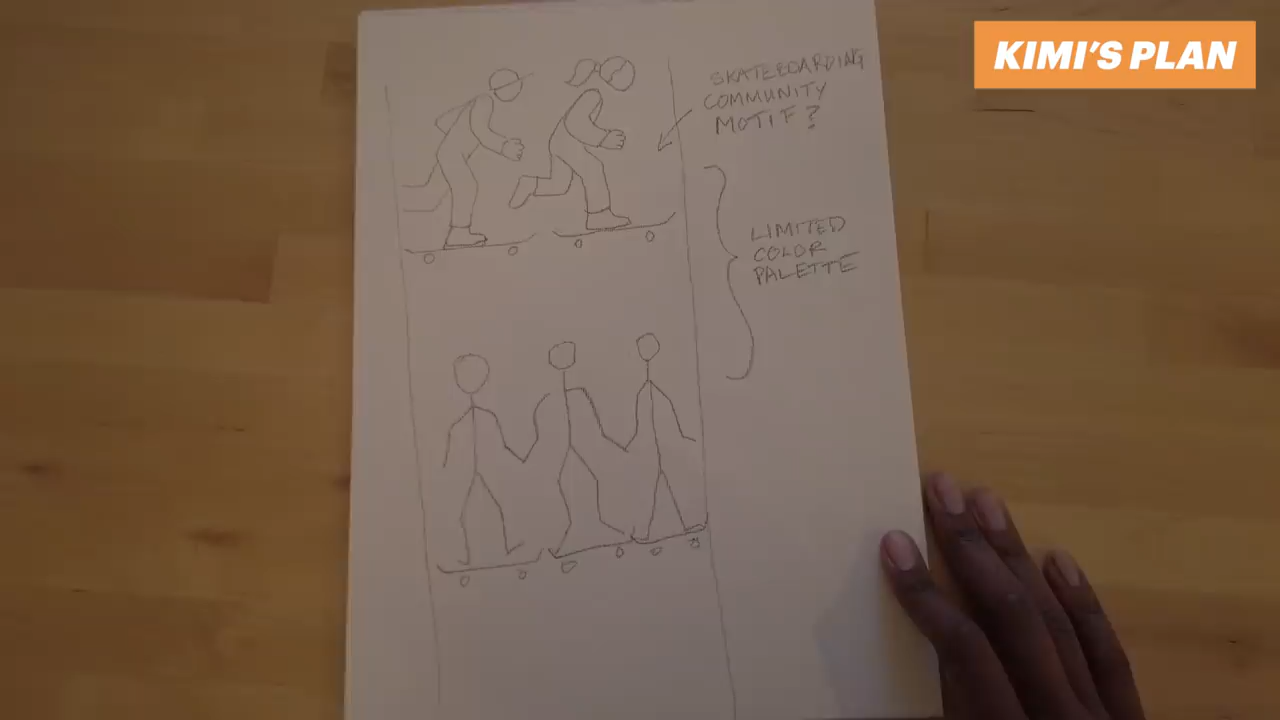 KIMI'S PLAN
SKATEBOARDING
COMMUNITY
MOTIF?
LIMITED
COLOR
PALETTE